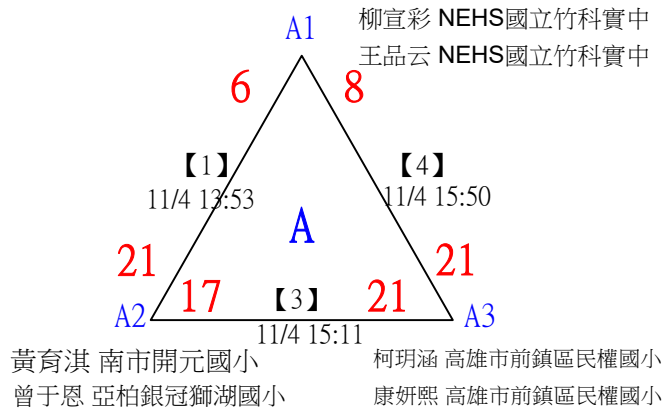 A1
柳宣彩 NEHS國立竹科實中
王品云 NEHS國立竹科實中
6 8
【1】 【4】
11/4 13:53 11/4 15:50
A
21 21
17 【3】 21
A2 A3
11/4 15:11
黃育淇 南市開元國小 柯玥涵 高雄市前鎮區民權國小
曾于恩 亞柏銀冠獅湖國小 康妍熙 高雄市前鎮區民權國小